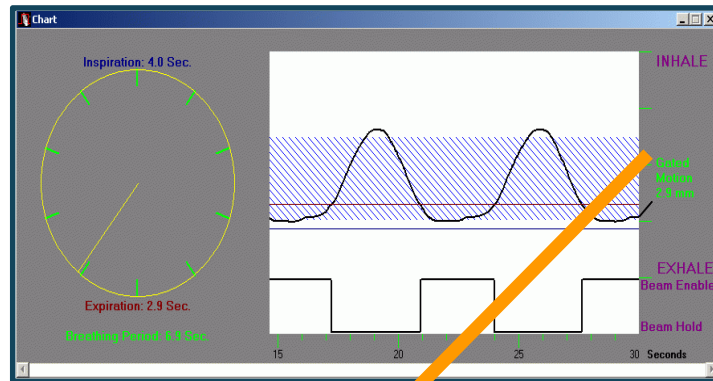 Chart
Inspiration: 4.0 Sec.
INHALE
Gated
Motion
2.9 mm
EXHALE
Beam Enable
Expiration: 2.9 Sec.
Breathing Period: 6.9 Sec.
Beam Hold
15 20 25 30 Seconds